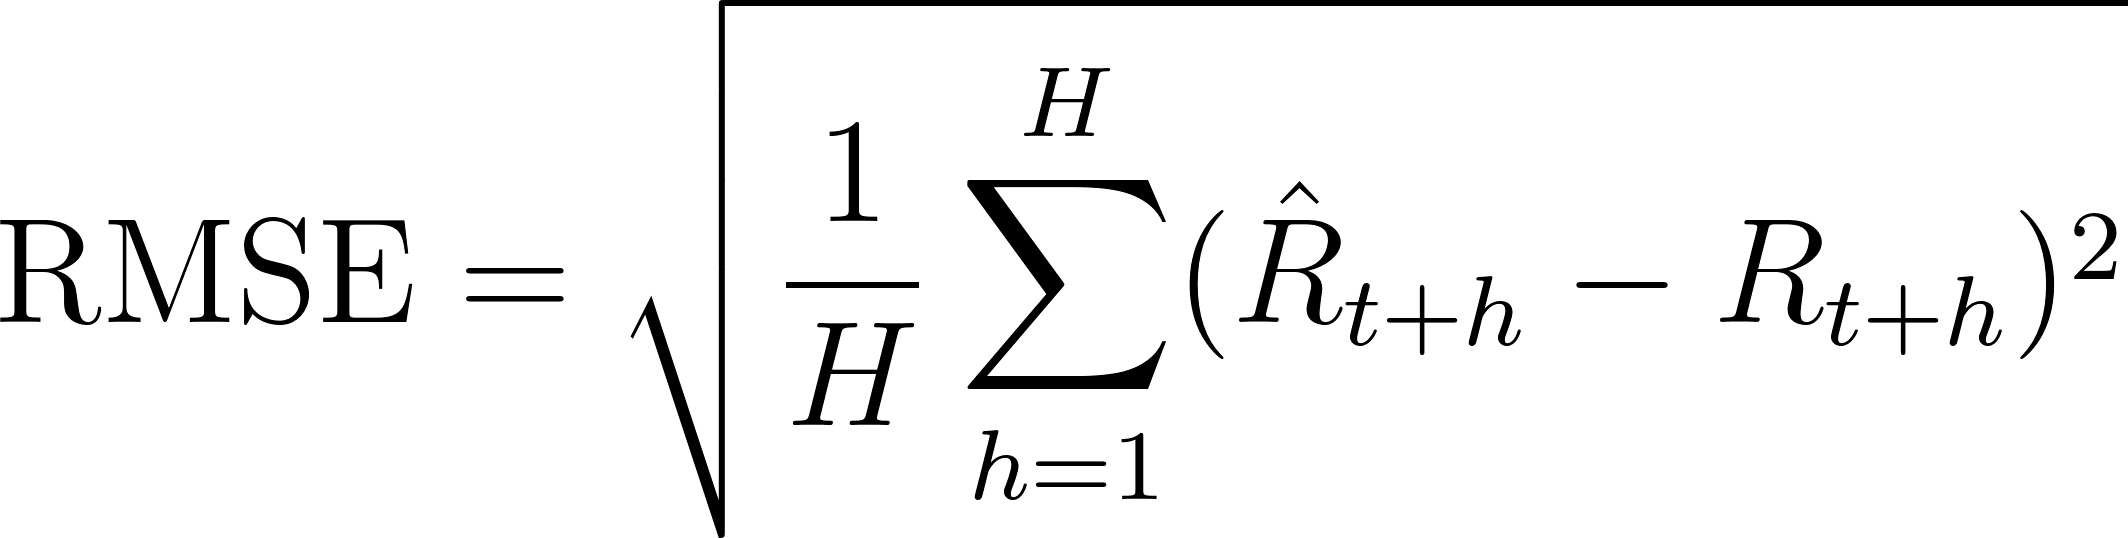 RMSE = \sqrt{\frac{1}{H} \sum_{h=1}^{H} (\hat{R}_{t+h} - R_{t+h})^2}